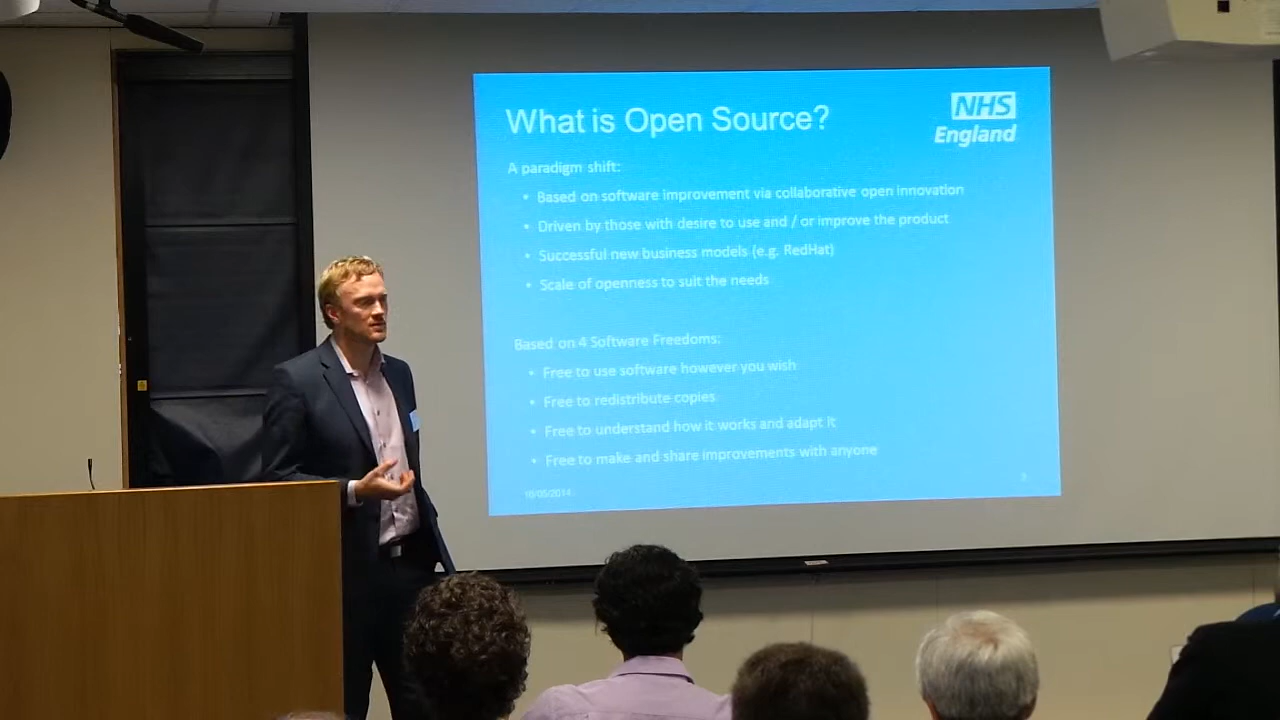 What is Open Source?
NHS
England
A paradigm shift:
• Based on software improvement via collaborative open innovation
• Driven by those with desire to use and / or improve the product
• Successful new business models (e.g. RedHat)
• Scale of openness to suit the needs
Based on 4 Software Freedoms:
• Free to use software however you wish
• Free to redistribute copies
• Free to understand how it works and adapt it
• Free to make and share improvements with anyone